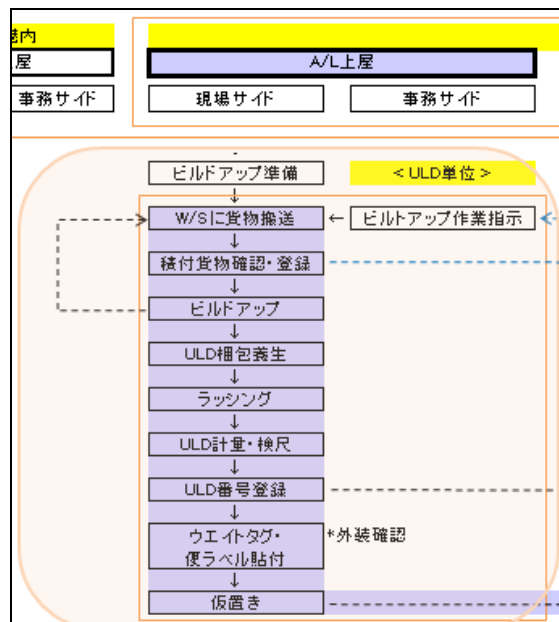 港内
屋
A/L上屋
事務サイド
現場サイド
事務サイド
ビルドアップ準備
＜ULD単位＞
W/Sに貨物搬送
←
ビルトアップ作業指示
↓
積付貨物確認・登録
↓
ビルドアップ
↓
ULD梱包養生
↓
ラッシング
↓
ULD計量・検尺
↓
ULD番号登録
↓
ウエイトタグ・
便ラベル貼付
*外装確認
↓
仮置き